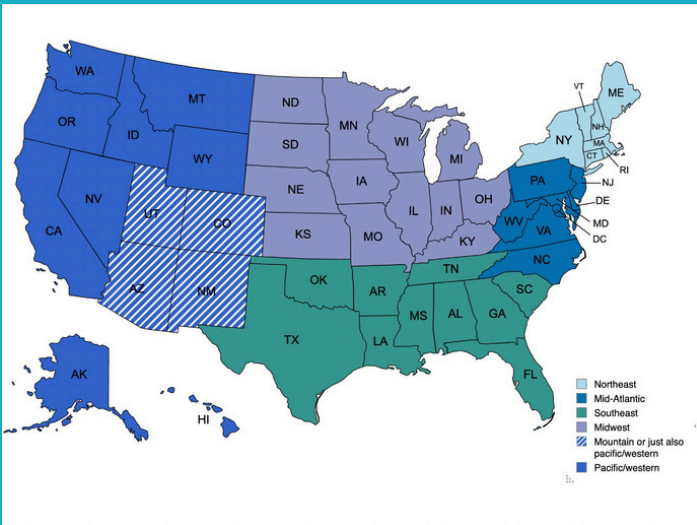 WA
MT
ND
MN
VT
ME
OR
ID
SD
WI
MI
NY
NH
MA
CT
RI
WY
NE
IA
PA
NJ
NV
UT
CO
IL
IN
OH
DE
CA
KS
MO
KY
WV
VA
MD
DC
NC
AZ
NM
OK
AR
TN
SC
TX
LA
MS
AL
GA
FL
AK
HI
Northeast
Mid-Atlantic
Southeast
Midwest
Mountain or just also
pacific/western
Pacific/western